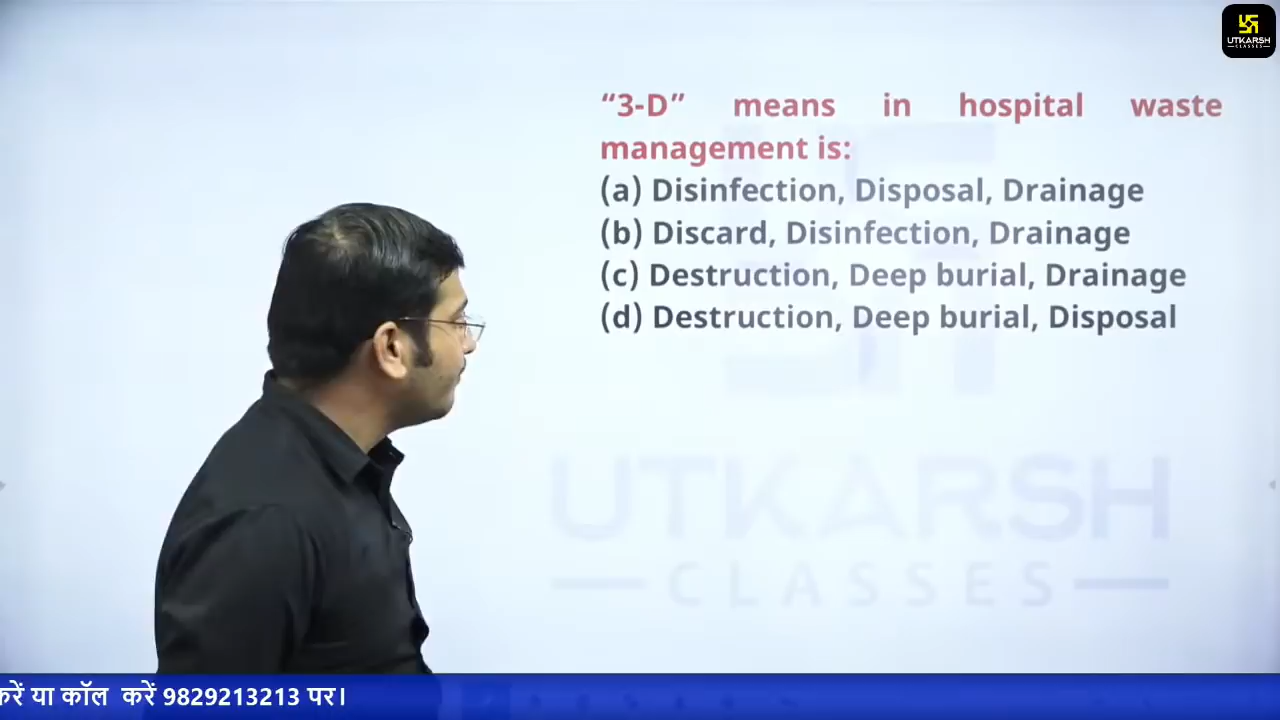 UTKARSH
CLASSES
“3-D” means in hospital waste
management is:
(a) Disinfection, Disposal, Drainage
(b) Discard, Disinfection, Drainage
(c) Destruction, Deep burial, Drainage
(d) Destruction, Deep burial, Disposal
UTKARSH
CLASSES
करें या कॉल करें 9829213213 पर।